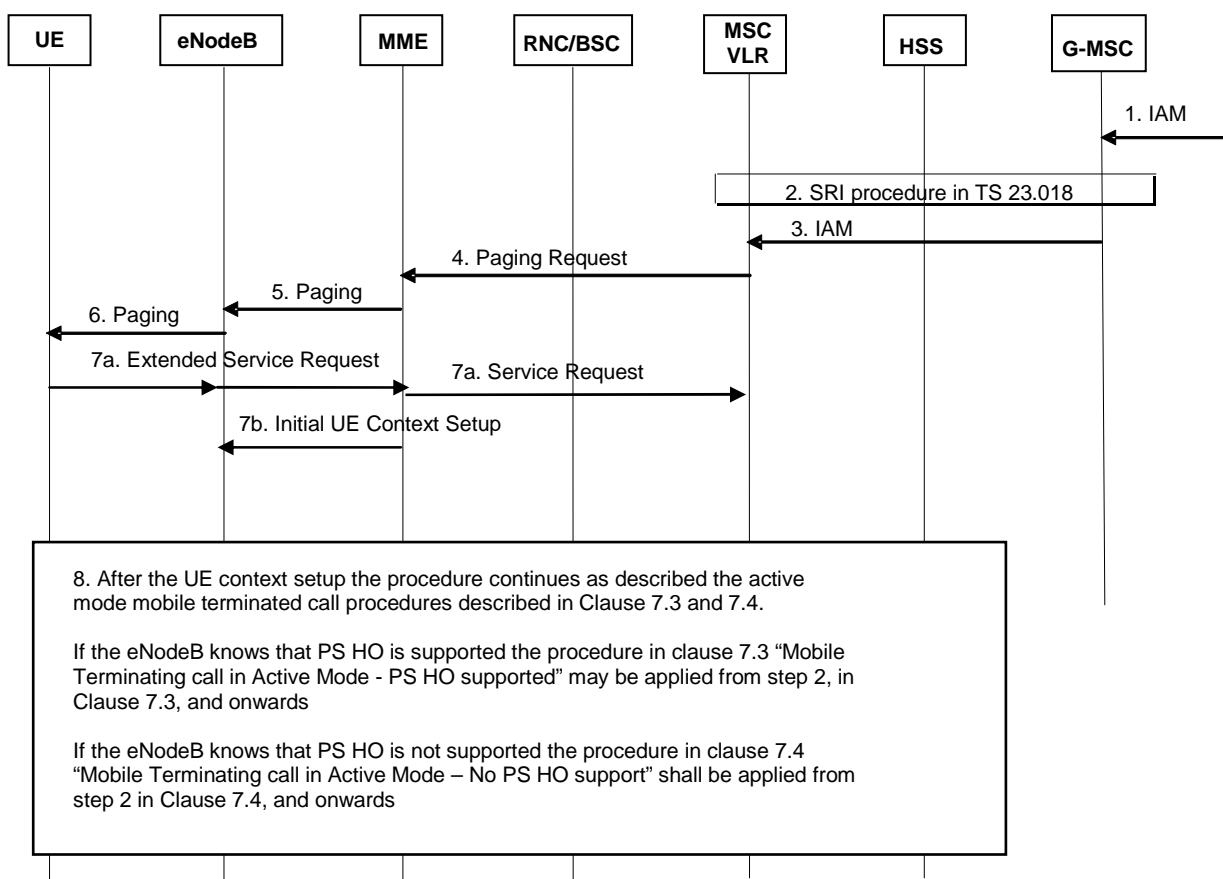 UE
eNodeB
MME
RNC/BSC
MSC
VLR
HSS
G-MSC
1. IAM
2. SRI procedure in TS 23.018
3. IAM
4. Paging Request
5. Paging
6. Paging
7a. Extended Service Request
7a. Service Request
7b. Initial UE Context Setup
8. After the UE context setup the procedure continues as described the active
mode mobile terminated call procedures described in Clause 7.3 and 7.4.
If the eNodeB knows that PS HO is supported the procedure in clause 7.3 “Mobile
Terminating call in Active Mode - PS HO supported” may be applied from step 2, in
Clause 7.3, and onwards
If the eNodeB knows that PS HO is not supported the procedure in clause 7.4
“Mobile Terminating call in Active Mode – No PS HO support” shall be applied from
step 2 in Clause 7.4, and onwards